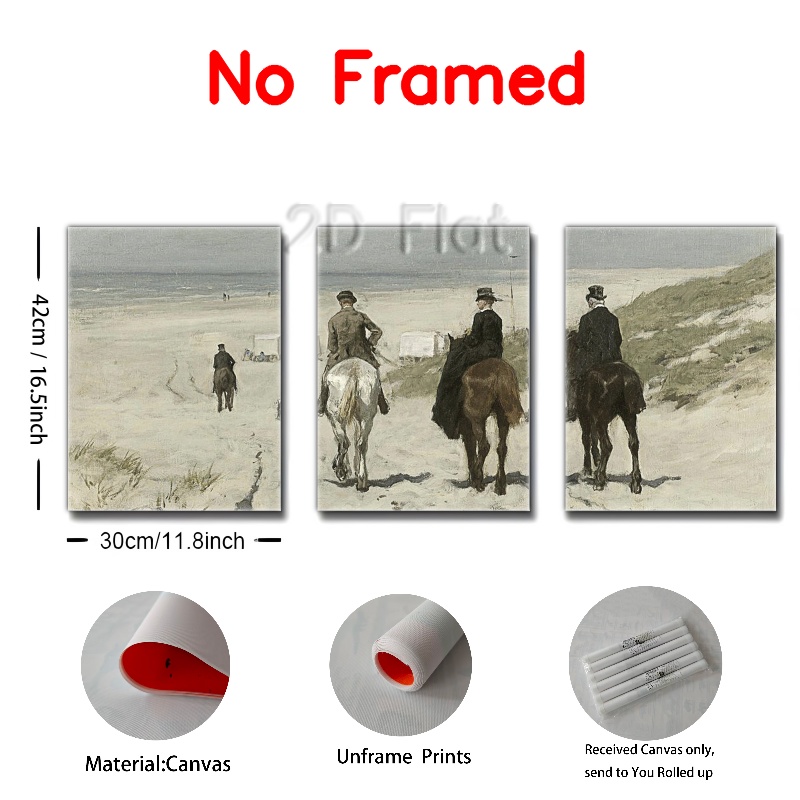 No Framed
2D Flat
42cm / 16.5inch
30cm/11.8inch
Material:Canvas
Unframe Prints
Received Canvas only,
send to You Rolled up